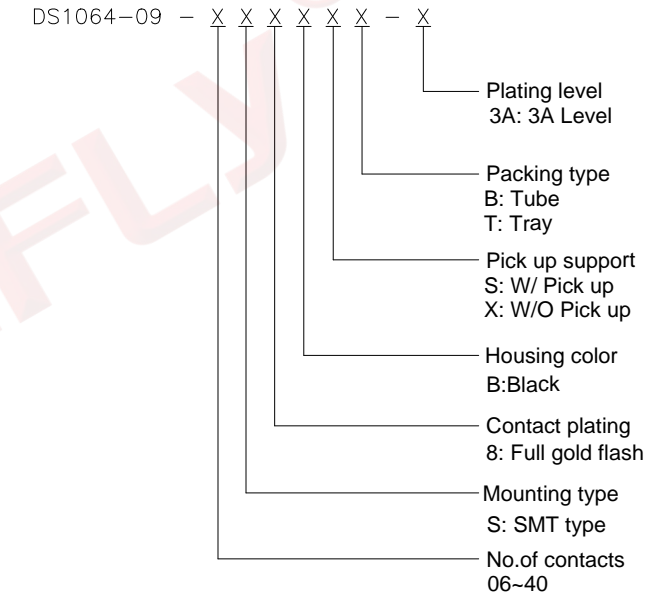 DS1064-09 - X X X X X X - X
Plating level
3A: 3A Level
Packing type
B: Tube
T: Tray
Pick up support
S: W/ Pick up
X: W/O Pick up
Housing color
B:Black
Contact plating
8: Full gold flash
Mounting type
S: SMT type
No.of contacts
06~40